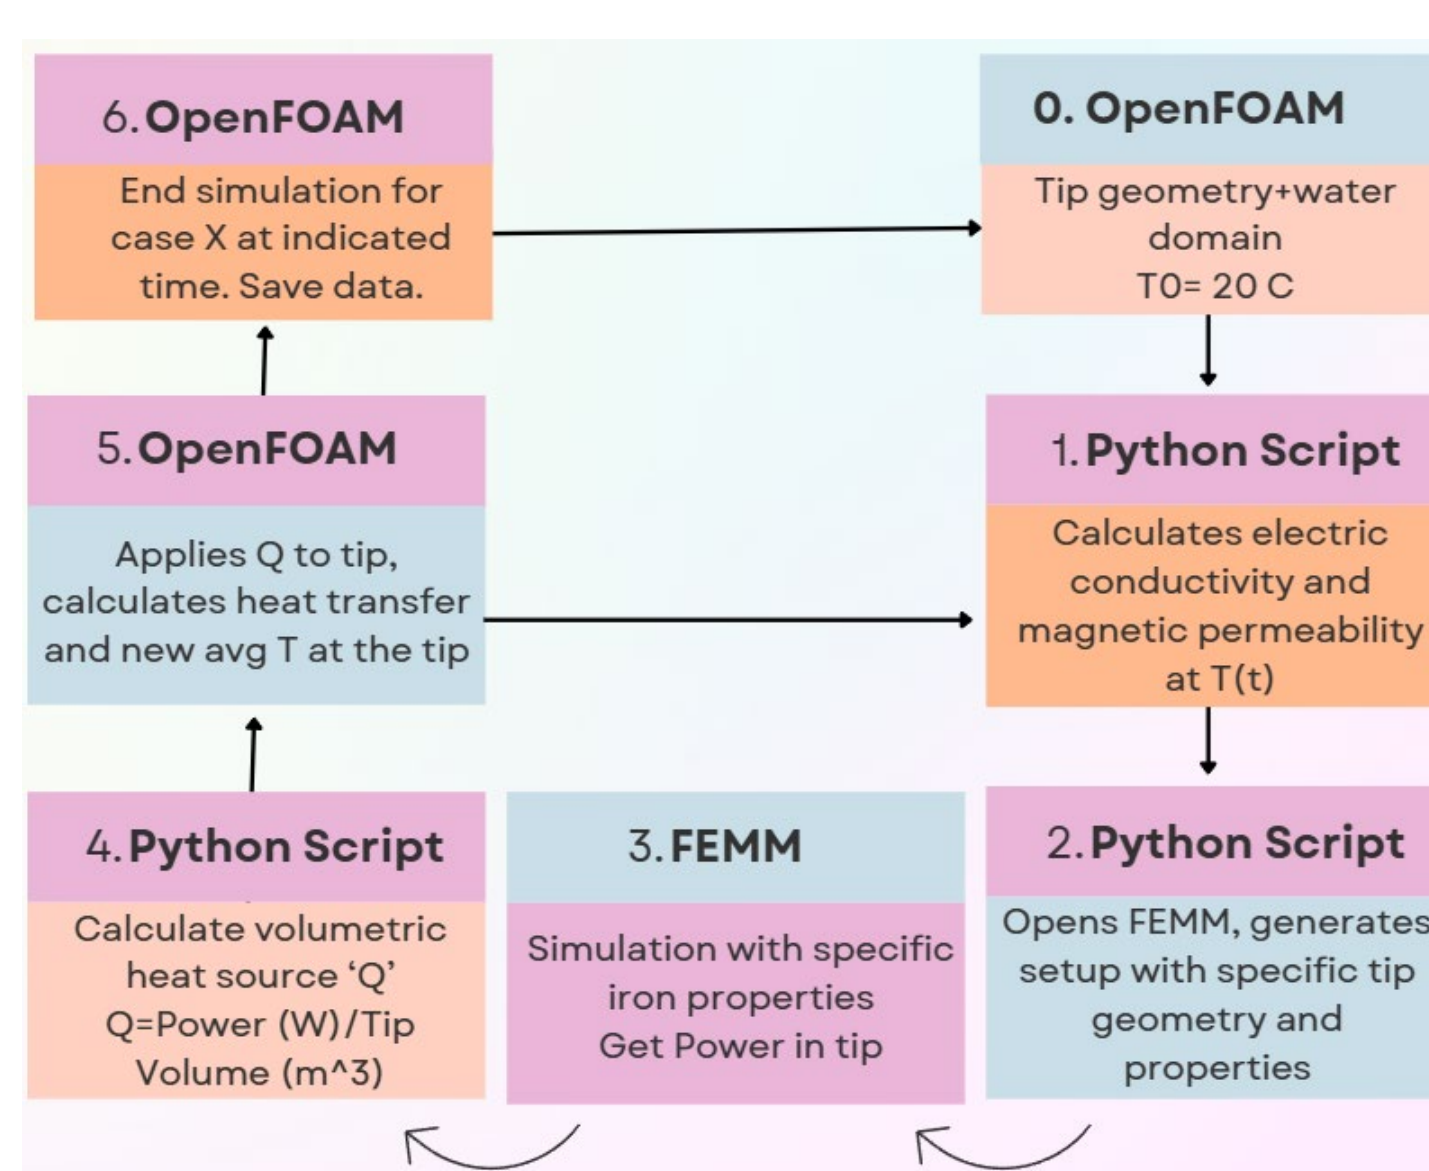 6. OpenFOAM
End simulation for
case X at indicated
time. Save data.
0. OpenFOAM
Tip geometry+water
domain
T0= 20 C
5. OpenFOAM
Applies Q to tip,
calculates heat transfer
and new avg T at the tip
1. Python Script
Calculates electric
conductivity and
magnetic permeability
at T(t)
4. Python Script
Calculate volumetric
heat source ‘Q’
Q=Power (W)/Tip
Volume (m^3)
3. FEMM
Simulation with specific
iron properties
Get Power in tip
2. Python Script
Opens FEMM, generates
setup with specific tip
geometry and
properties